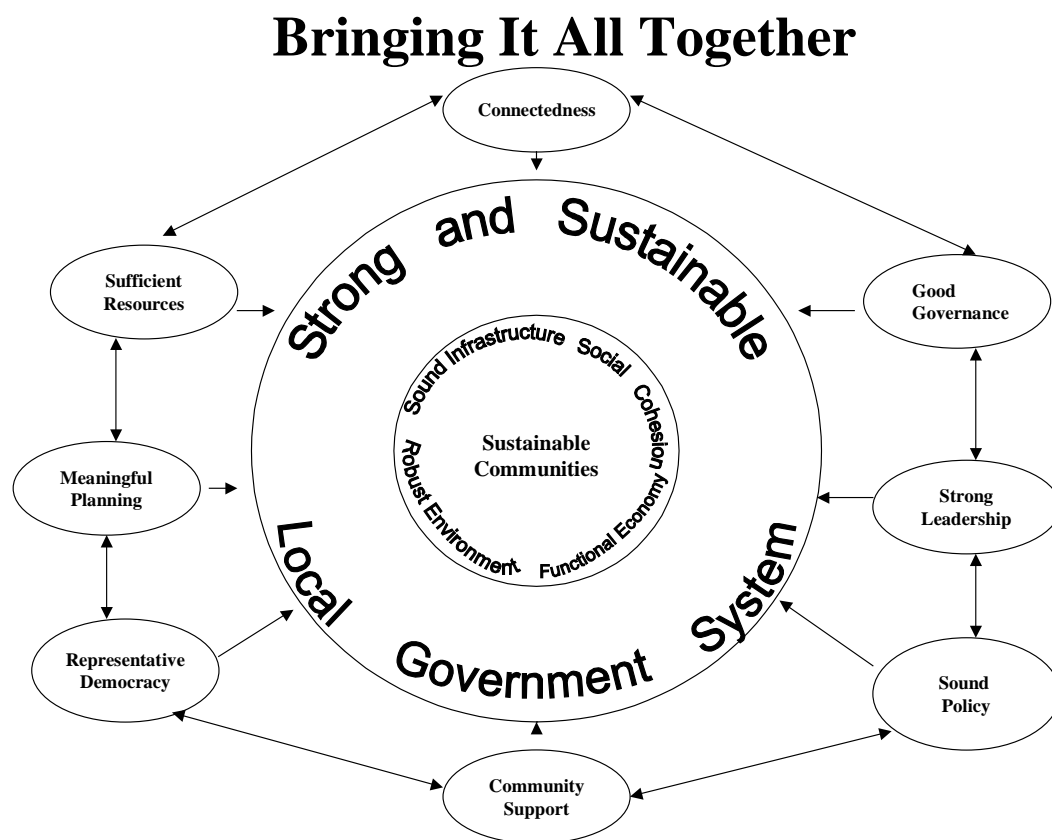 Bringing It All Together
Connectedness
Sufficient
Resources
Good
Governance
Strong and Sustainable
Local Government System
Sound Infrastructure Social Cohesion
Robust Environment Functional Economy
Sustainable
Communities
Meaningful
Planning
Strong
Leadership
Representative
Democracy
Sound
Policy
Community
Support